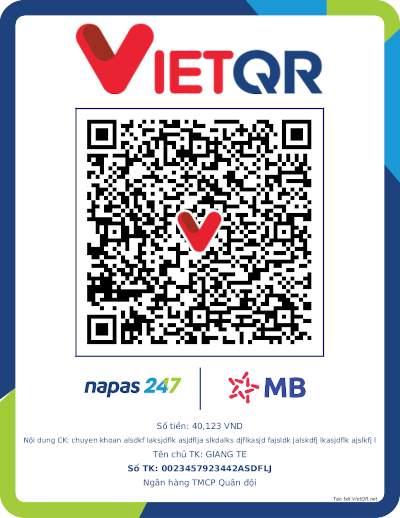 VIETQR
napas 247
MB
Số tiền: 40,123 VND
Nội dung CK: chuyen khoan alsdkf laksjdflk asjdflja slkdalks djflkasjd fajsldk jalskdfj lkasjdflk ajslkfj l
Tên chủ TK: GIANG TE
Số TK: 0023457923442ASDFLJ
Ngân hàng TMCP Quân đội
Tạo bởi VietQR.net